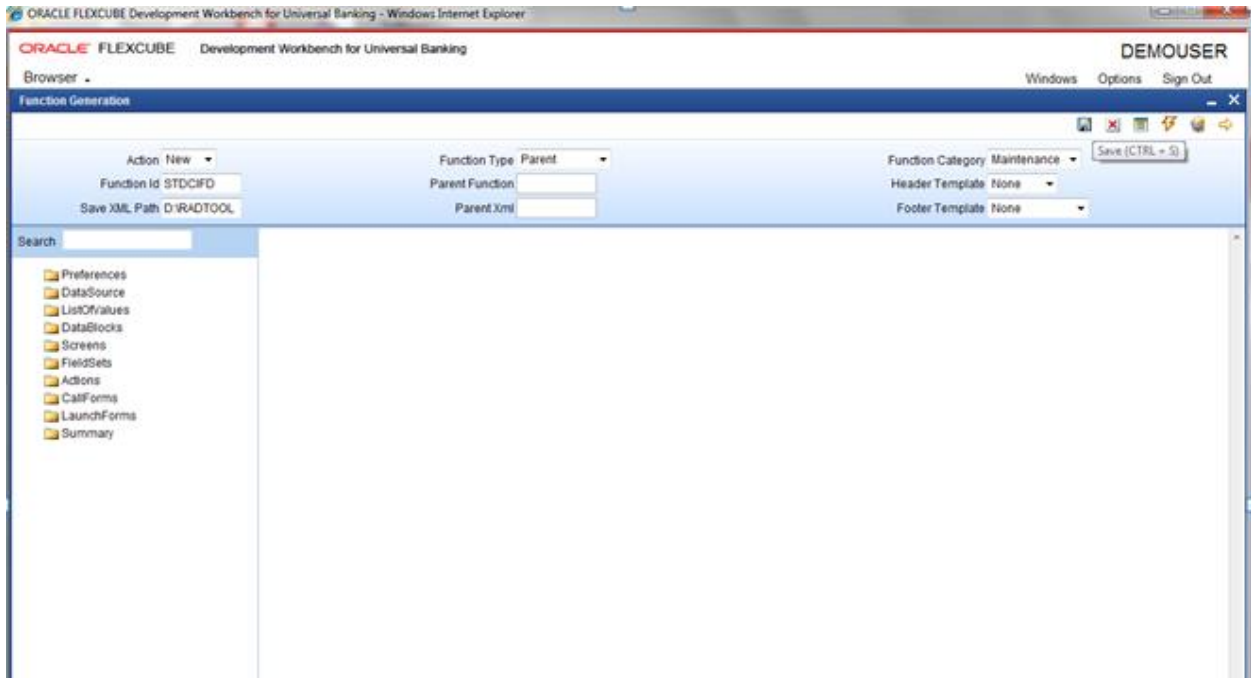 ORACLE FLEXCUBE Development Workbench for Universal Banking - Windows Internet Explorer
ORACLE FLEXCUBE Development Workbench for Universal Banking DEMOUSER
Browser Windows Options Sign Out
Function Generation
Save (CTRL + S)
Action New Function Type Parent Function Category Maintenance
Function Id STDCIFD Parent Function Header Template None
Save XML Path D:\RADTOOL Parent Xml Footer Template None
Search
Preferences
DataSource
ListOfValues
DataBlocks
Screens
FieldSets
Actions
CallForms
LaunchForms
Summary